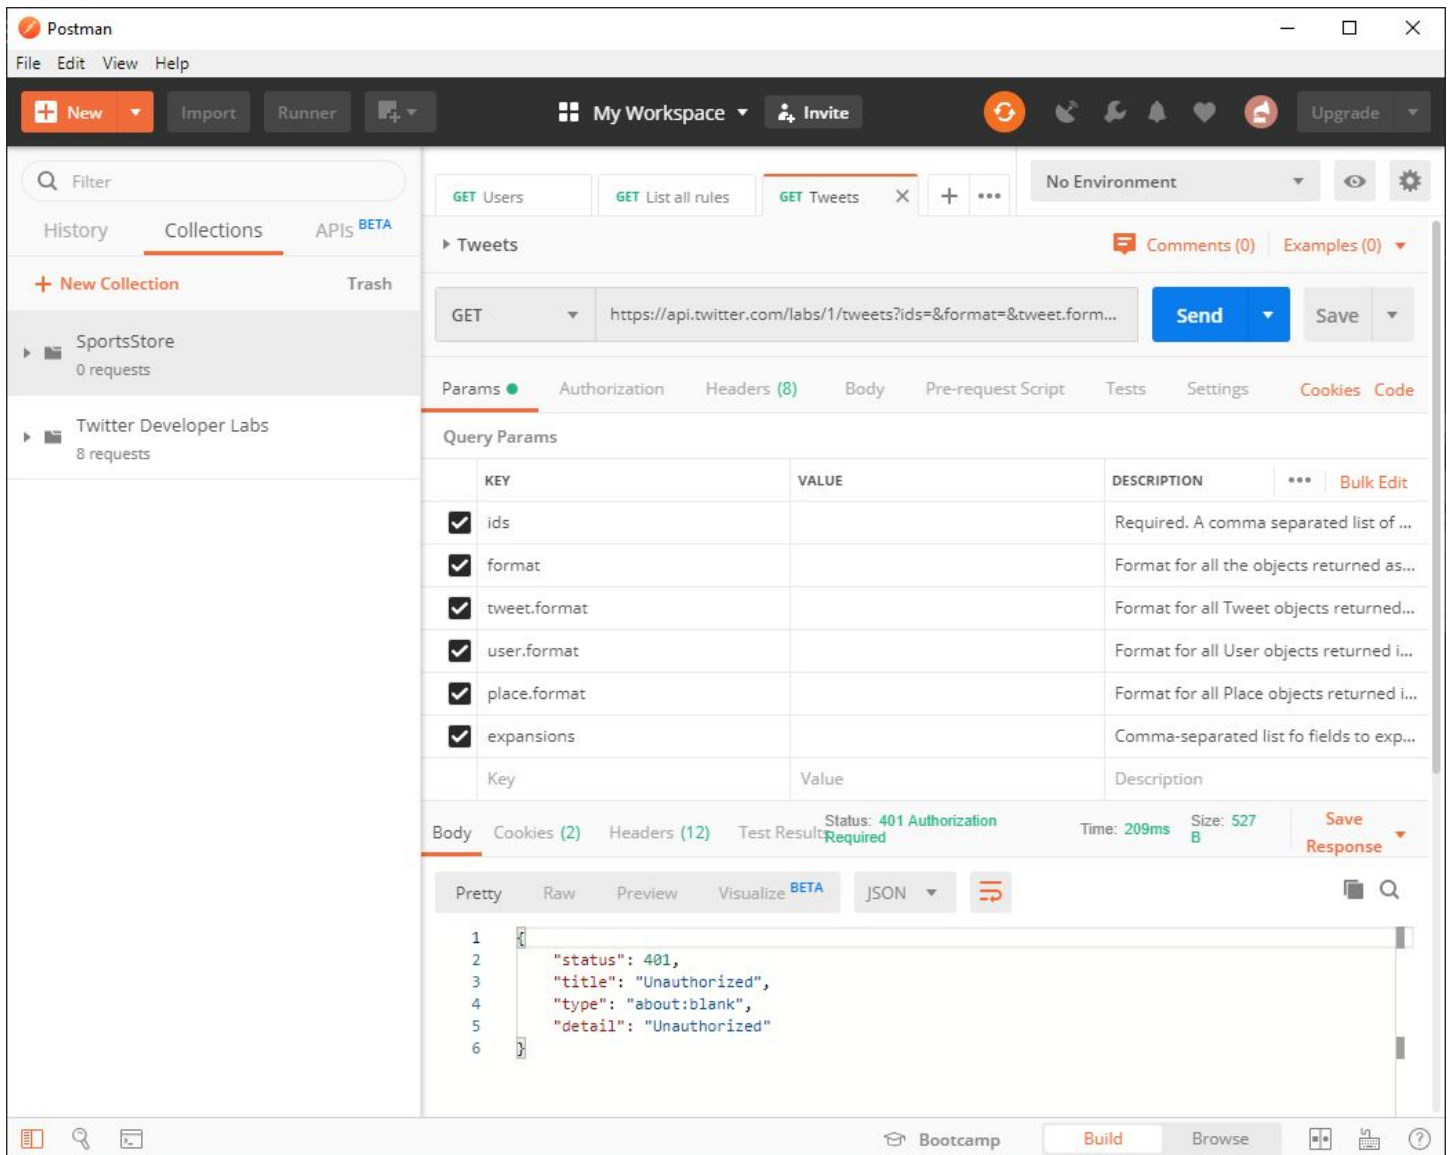 Postman
File Edit View Help
New Import Runner My Workspace Invite Upgrade
Filter
History Collections APIs BETA
New Collection Trash
SportsStore
0 requests
Twitter Developer Labs
8 requests
GET Users GET List all rules GET Tweets No Environment
Tweets Comments (0) Examples (0)
GET https://api.twitter.com/labs/1/tweets?ids=&format=&tweet.form... Send Save
Params Authorization Headers (8) Body Pre-request Script Tests Settings Cookies Code
Query Params
KEY VALUE DESCRIPTION Bulk Edit
ids Required. A comma separated list of ...
format Format for all the objects returned as...
tweet.format Format for all Tweet objects returned...
user.format Format for all User objects returned i...
place.format Format for all Place objects returned i...
expansions Comma-separated list fo fields to exp...
Key Value Description
Body Cookies (2) Headers (12) Test Results Status: 401 Authorization Required Time: 209ms Size: 527 B Save Response
Pretty Raw Preview Visualize BETA JSON
1 {
2 "status": 401,
3 "title": "Unauthorized",
4 "type": "about:blank",
5 "detail": "Unauthorized"
6 }
Bootcamp Build Browse